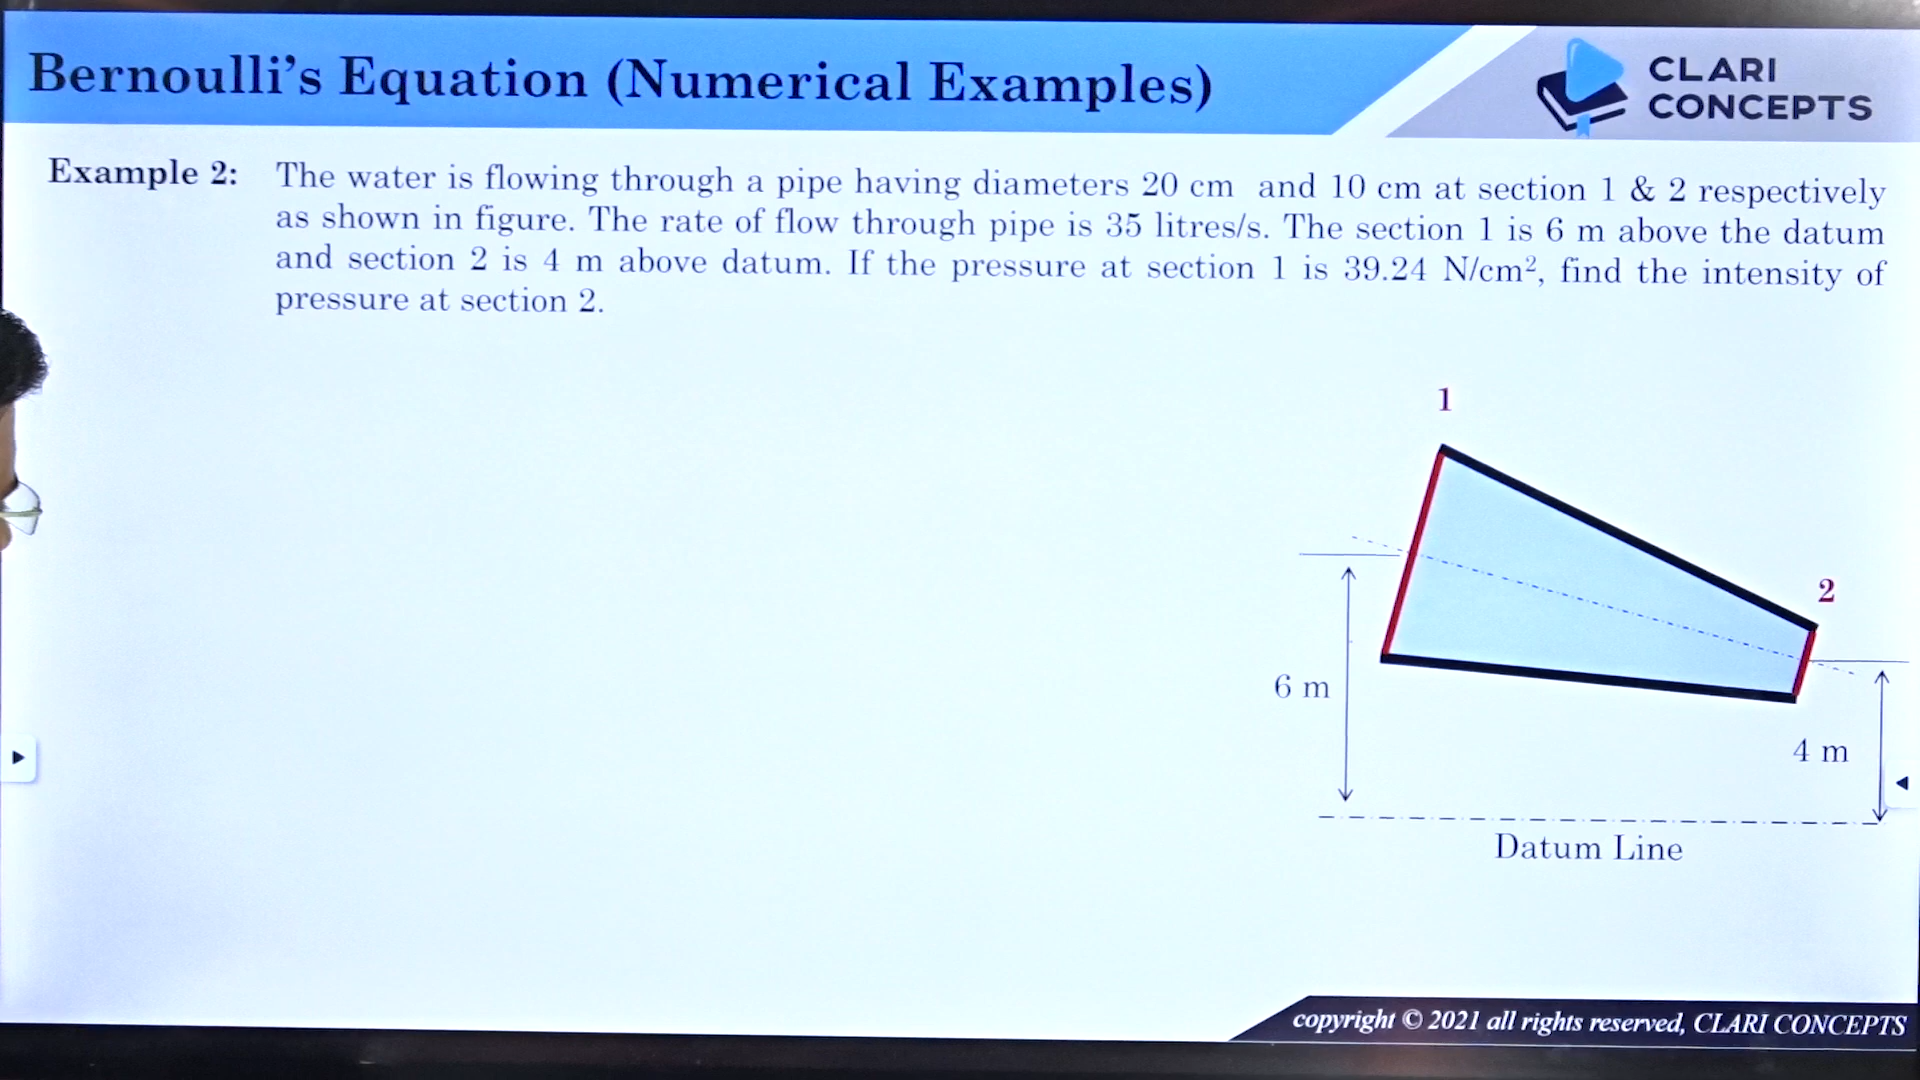 Bernoulli's Equation (Numerical Examples)
CLARI
CONCEPTS
Example 2: The water is flowing through a pipe having diameters 20 cm and 10 cm at section 1 & 2 respectively
as shown in figure. The rate of flow through pipe is 35 litres/s. The section 1 is 6 m above the datum
and section 2 is 4 m above datum. If the pressure at section 1 is 39.24 N/cm², find the intensity of
pressure at section 2.
1
2
6 m
4 m
Datum Line
copyright © 2021 all rights reserved, CLARI CONCEPTS